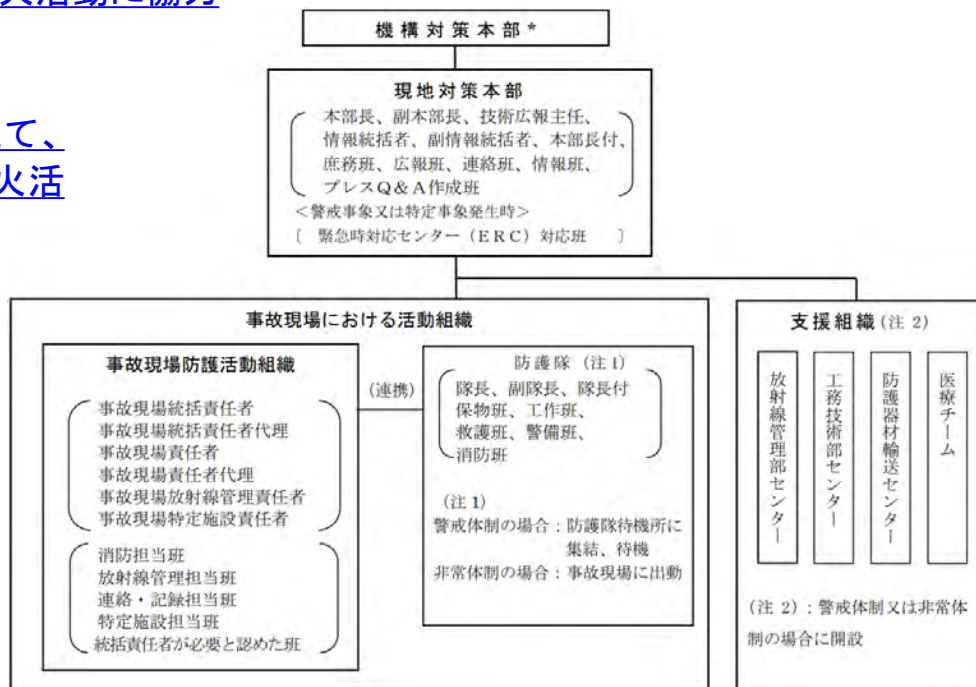 火活動に協力
機構対策本部*
現地対策本部
本部長、副本部長、技術広報主任、
情報統括者、副情報統括者、本部長付、
庶務班、広報班、連絡班、情報班、
プレスQ&A作成班
<警戒事象又は特定事象発生時>
〔 緊急時対応センター(ERC)対応班 〕
て、
火活
事故現場における活動組織
事故現場防護活動組織
事故現場統括責任者
事故現場統括責任者代理
事故現場責任者
事故現場責任者代理
事故現場放射線管理責任者
事故現場特定施設責任者
消防担当班
放射線管理担当班
連絡・記録担当班
特定施設担当班
統括責任者が必要と認めた班
(連携)
防護隊(注1)
隊長、副隊長、隊長付
保物班、工作班、
救護班、警備班、
消防班
(注1)
警戒体制の場合:防護隊待機所に
集結、待機
非常体制の場合:事故現場に出動
支援組織(注2)
放射線管理部センター
工務技術部センター
防護器材輸送センター
医療チーム
(注2):警戒体制又は非常体
制の場合に開設